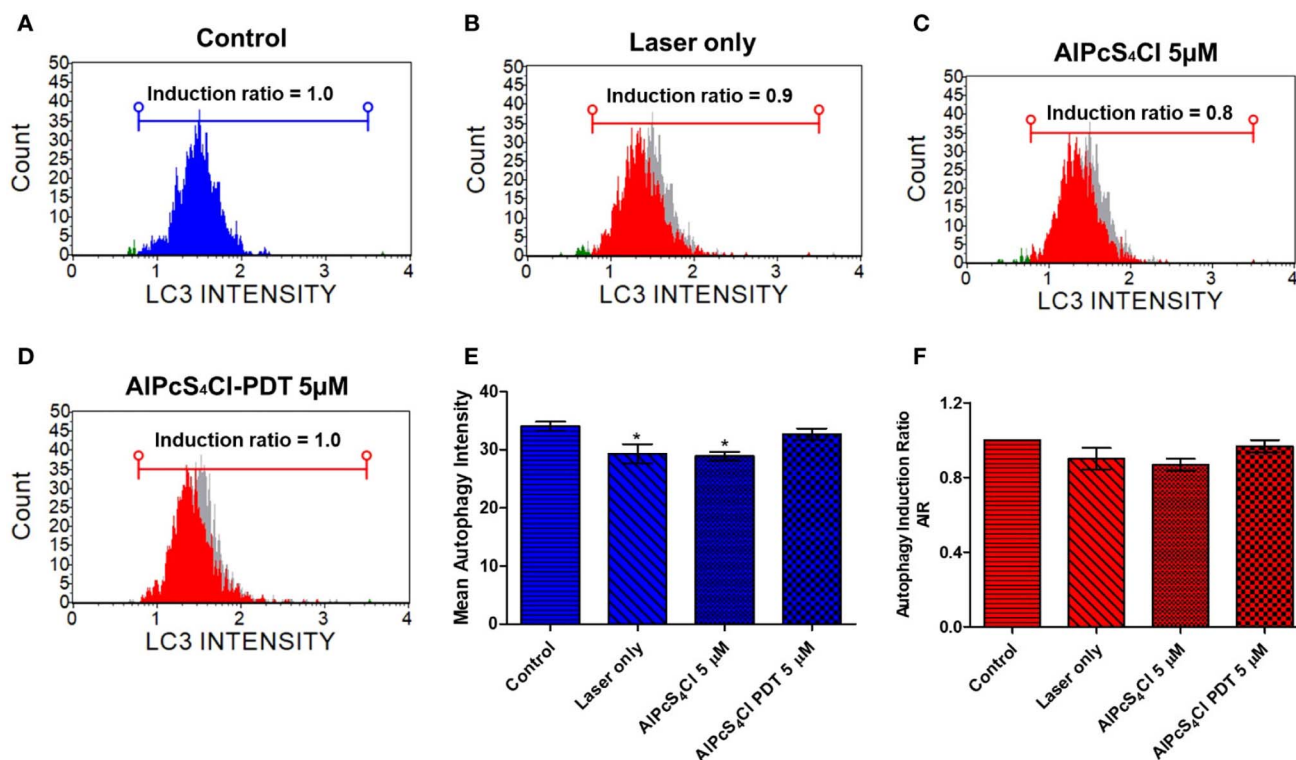 A
Control
50
45
40
35
30
25
20
15
10
5
0
Count
Induction ratio = 1.0
0 1 2 3 4
LC3 INTENSITY
B
Laser only
50
45
40
35
30
25
20
15
10
5
0
Count
Induction ratio = 0.9
0 1 2 3 4
LC3 INTENSITY
C
AlPcS₄Cl 5µM
50
45
40
35
30
25
20
15
10
5
0
Count
Induction ratio = 0.8
0 1 2 3 4
LC3 INTENSITY
D
AlPcS₄Cl-PDT 5µM
50
45
40
35
30
25
20
15
10
5
0
Count
Induction ratio = 1.0
0 1 2 3 4
LC3 INTENSITY
E
Mean Autophagy Intensity
40
30
20
10
0
* *
Control
Laser only
AlPcS₄Cl 5 µM
AlPcS₄Cl PDT 5 µM
F
Autophagy Induction Ratio
AIR
1.2
0.8
0.4
0.0
Control
Laser only
AlPcS₄Cl 5 µM
AlPcS₄Cl PDT 5 µM